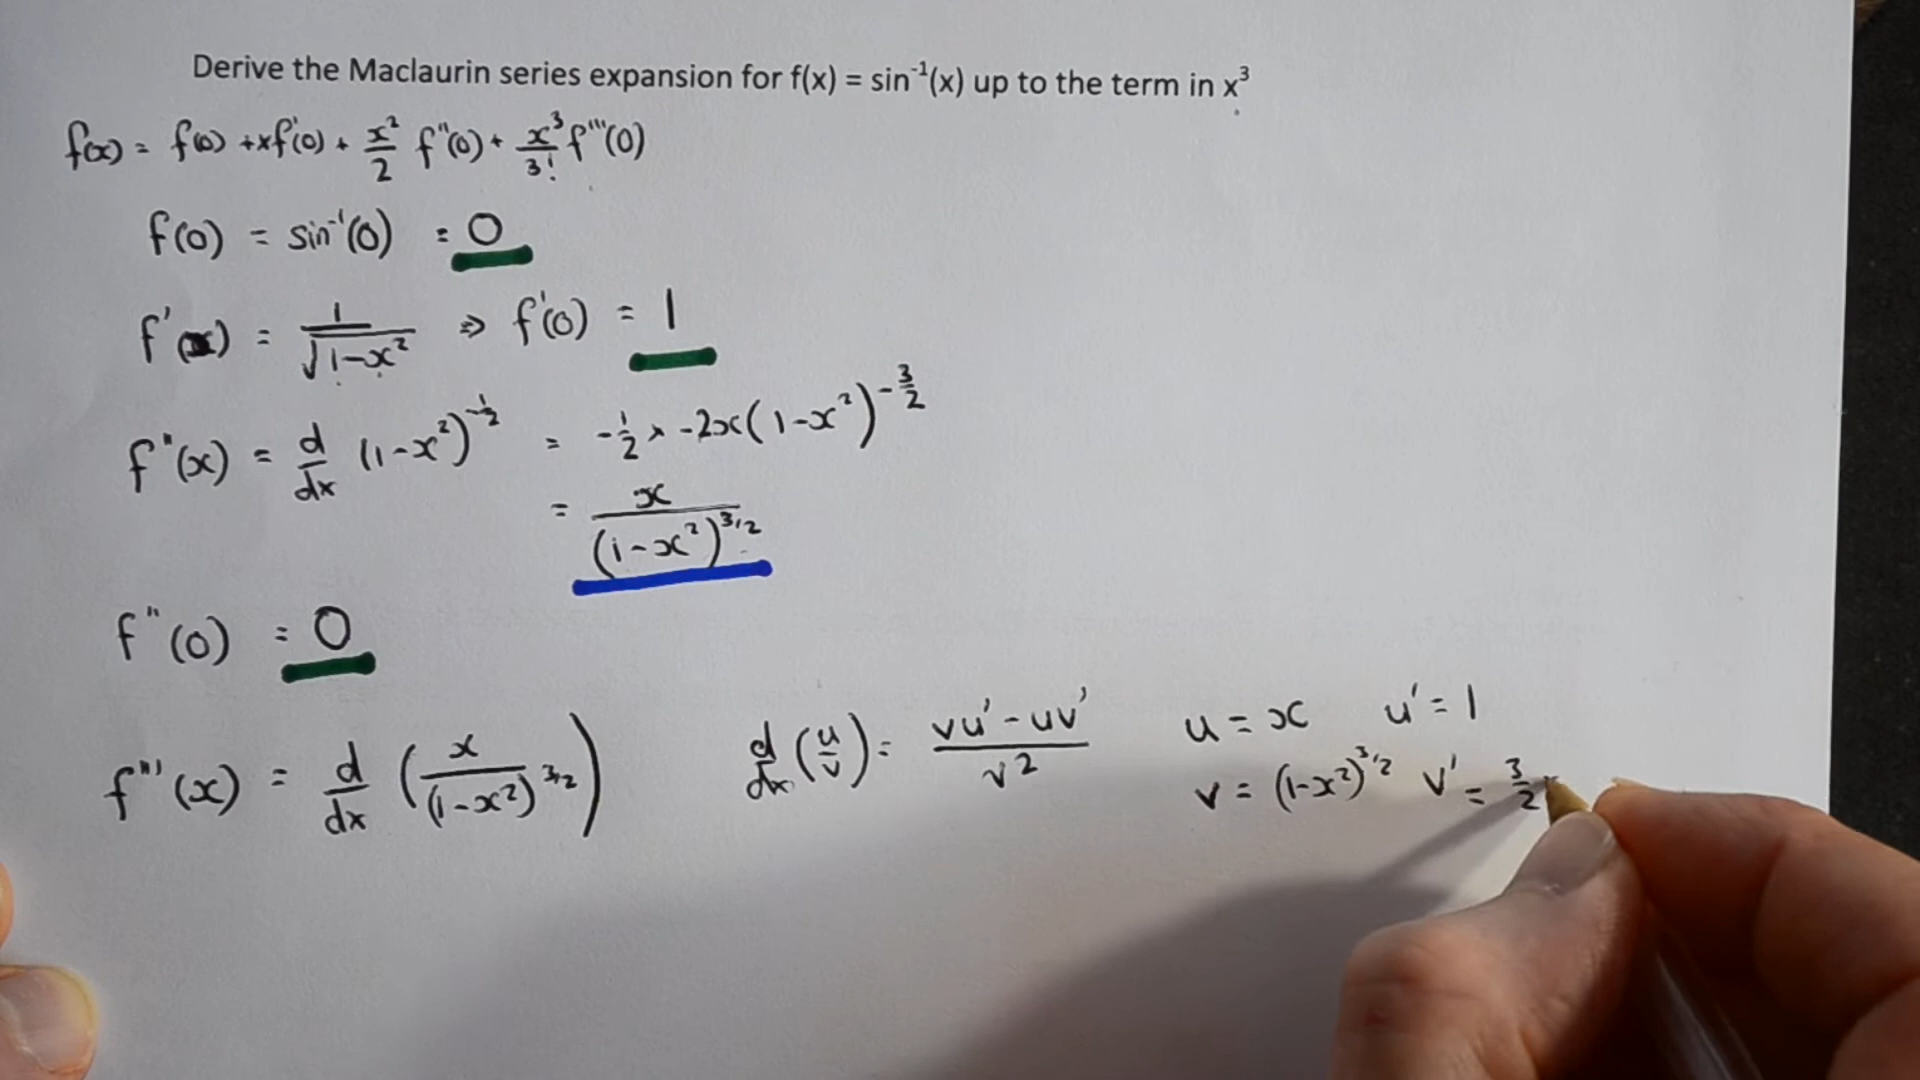 Derive the Maclaurin series expansion for f(x) = sin⁻¹(x) up to the term in x³
f(x) = f(0) + xf'(0) + x²/2 f''(0) + x³/3! f'''(0)
f(0) = sin⁻¹(0) = 0
f'(x) = 1/√(1-x²) ⇒ f'(0) = 1
f''(x) = d/dx (1-x²)^(-1/2) = -1/2 × -2x(1-x²)^(-3/2)
= x/(1-x²)^(3/2)
f''(0) = 0
f'''(x) = d/dx (x/(1-x²)^(3/2)) d/dx (u/v) = (vu' - uv')/v² u = x u' = 1
v = (1-x²)^(3/2) v' = 3/2